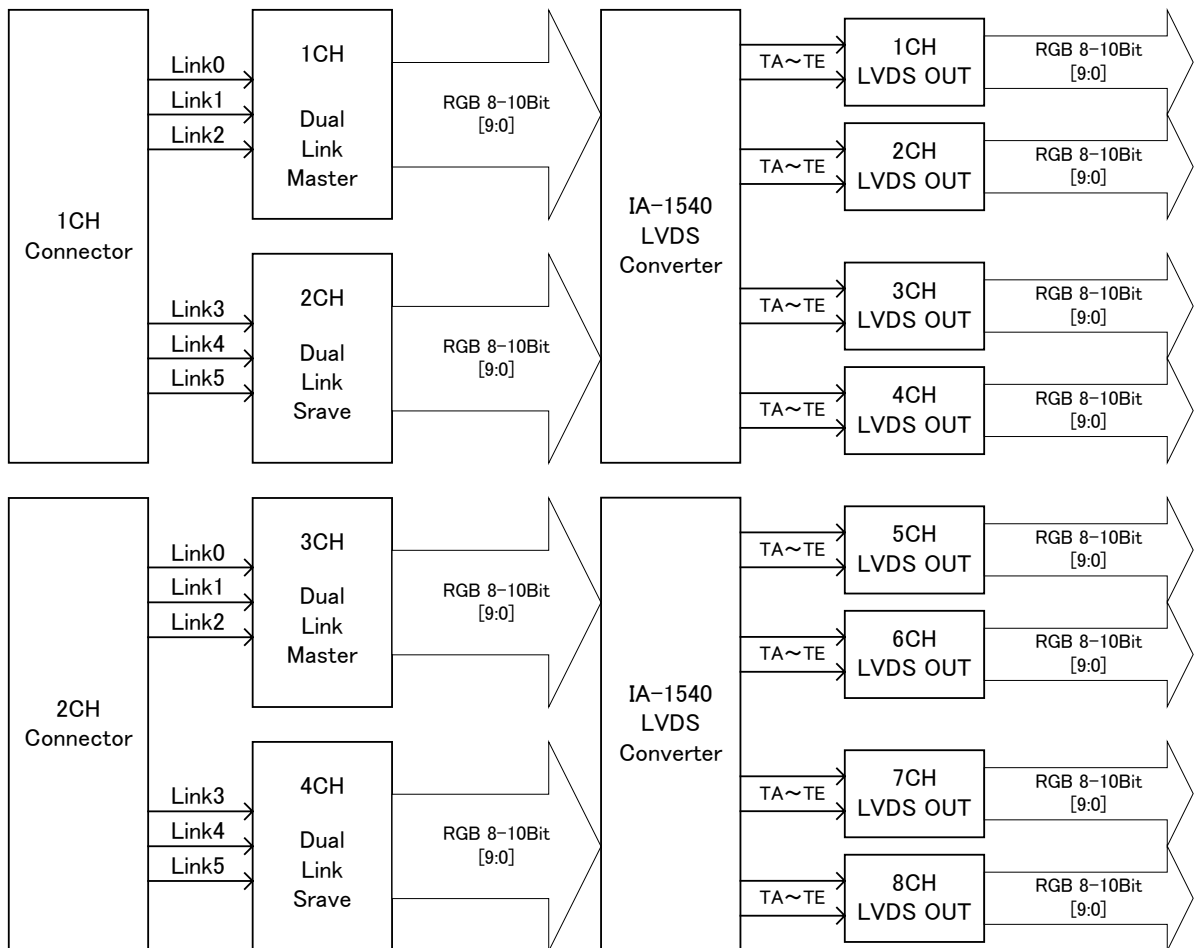 1CH
Connector
Link0
Link1
Link2
Link3
Link4
Link5
1CH
Dual
Link
Master
RGB 8-10Bit
[9:0]
2CH
Dual
Link
Srave
RGB 8-10Bit
[9:0]
IA-1540
LVDS
Converter
TA～TE
1CH
LVDS OUT
RGB 8-10Bit
[9:0]
TA～TE
2CH
LVDS OUT
RGB 8-10Bit
[9:0]
TA～TE
3CH
LVDS OUT
RGB 8-10Bit
[9:0]
TA～TE
4CH
LVDS OUT
RGB 8-10Bit
[9:0]
2CH
Connector
Link0
Link1
Link2
Link3
Link4
Link5
3CH
Dual
Link
Master
RGB 8-10Bit
[9:0]
4CH
Dual
Link
Srave
RGB 8-10Bit
[9:0]
IA-1540
LVDS
Converter
TA～TE
5CH
LVDS OUT
RGB 8-10Bit
[9:0]
TA～TE
6CH
LVDS OUT
RGB 8-10Bit
[9:0]
TA～TE
7CH
LVDS OUT
RGB 8-10Bit
[9:0]
TA～TE
8CH
LVDS OUT
RGB 8-10Bit
[9:0]